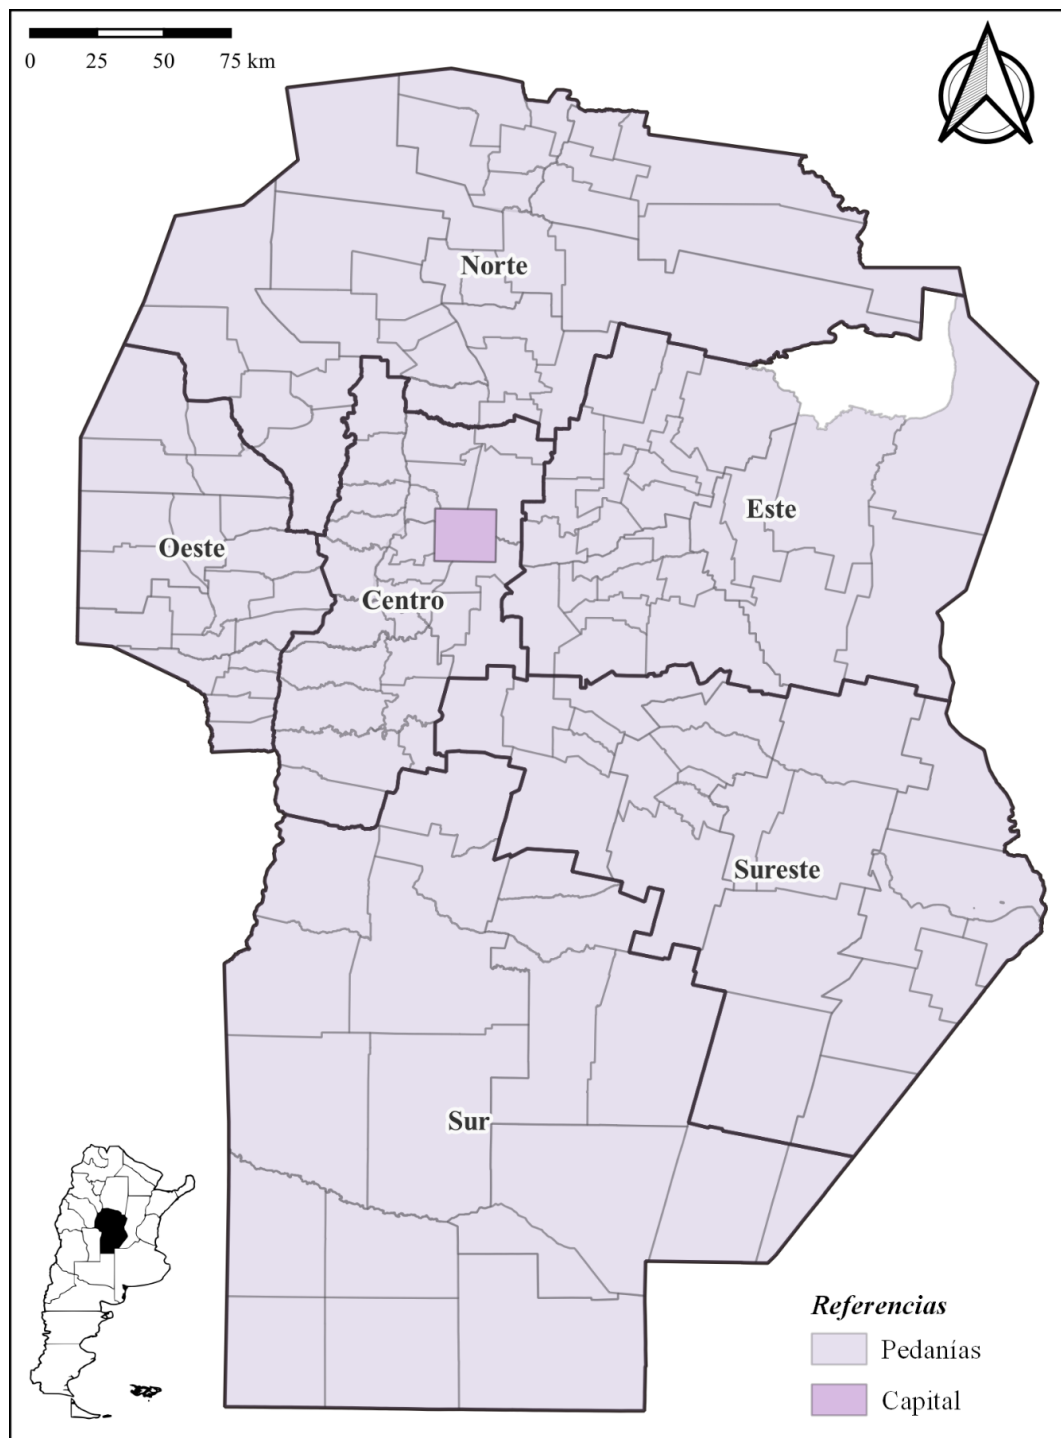 0 25 50 75 km
Norte
Este
Oeste
Centro
Sureste
Sur
Referencias
Pedanías
Capital